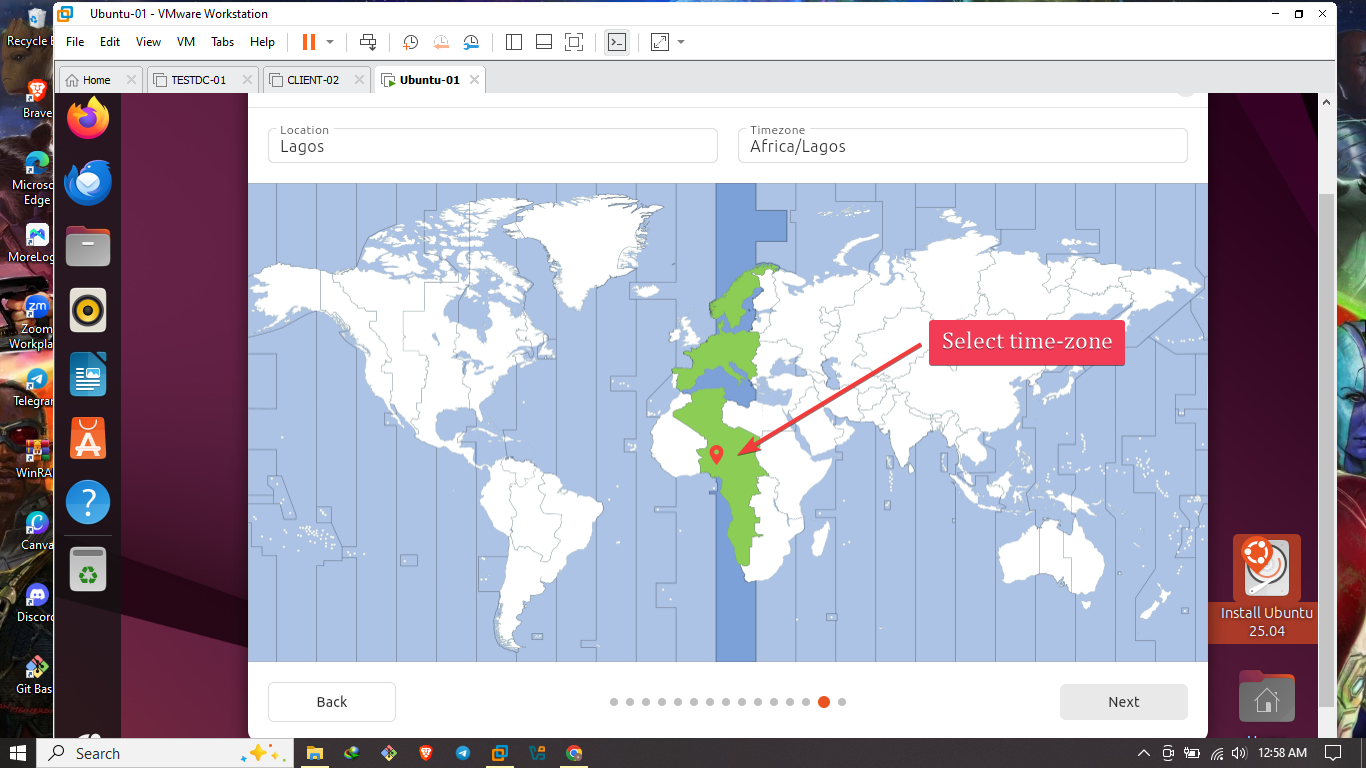 Ubuntu-01 - VMware Workstation
File Edit View VM Tabs Help
Home
TESTDC-01
CLIENT-02
Ubuntu-01
Recycle
Brave
Microso
Edge
MoreLog
zm
Zoom
Workpla
Telegram
WinRA
Canva
Discord
Git Bas
Location
Lagos
Timezone
Africa/Lagos
Select time-zone
Install Ubuntu
25.04
Back
Next
Search
12:58 AM